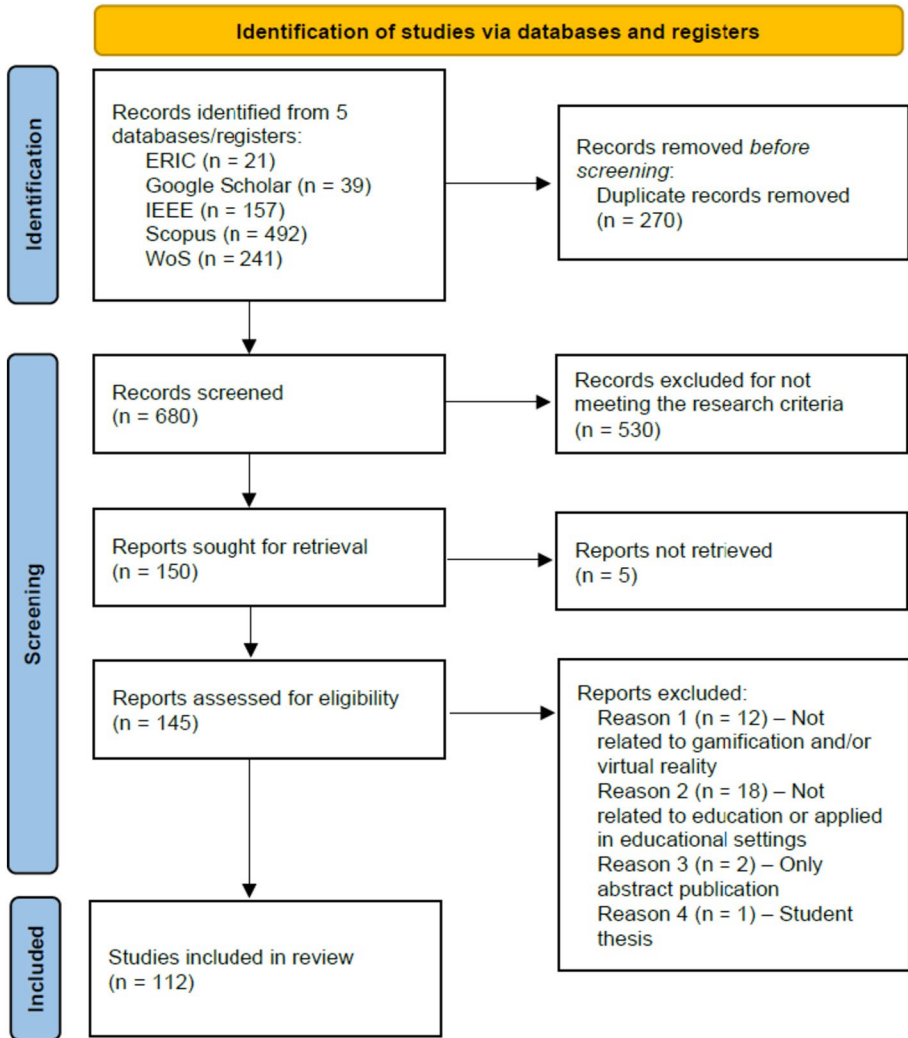 Identification of studies via databases and registers
Identification
Records identified from 5
databases/registers:
ERIC (n = 21)
Google Scholar (n = 39)
IEEE (n = 157)
Scopus (n = 492)
WoS (n = 241)
Records removed before
screening:
Duplicate records removed
(n = 270)
Screening
Records screened
(n = 680)
Records excluded for not
meeting the research criteria
(n = 530)
Reports sought for retrieval
(n = 150)
Reports not retrieved
(n = 5)
Reports assessed for eligibility
(n = 145)
Reports excluded:
Reason 1 (n = 12) – Not
related to gamification and/or
virtual reality
Reason 2 (n = 18) – Not
related to education or applied
in educational settings
Reason 3 (n = 2) – Only
abstract publication
Reason 4 (n = 1) – Student
thesis
Included
Studies included in review
(n = 112)